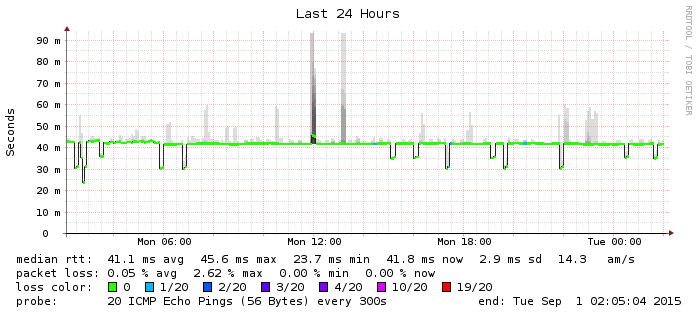 Last 24 Hours
RRDTOOL / TOBI OETIKER
Seconds
90 m
80 m
70 m
60 m
50 m
40 m
30 m
20 m
10 m
0
Mon 06:00 Mon 12:00 Mon 18:00 Tue 00:00
median rtt: 41.1 ms avg 45.6 ms max 23.7 ms min 41.8 ms now 2.9 ms sd 14.3 am/s
packet loss: 0.05 % avg 2.62 % max 0.00 % min 0.00 % now
loss color: 0 1/20 2/20 3/20 4/20 10/20 19/20
probe: 20 ICMP Echo Pings (56 Bytes) every 300s end: Tue Sep 1 02:05:04 2015